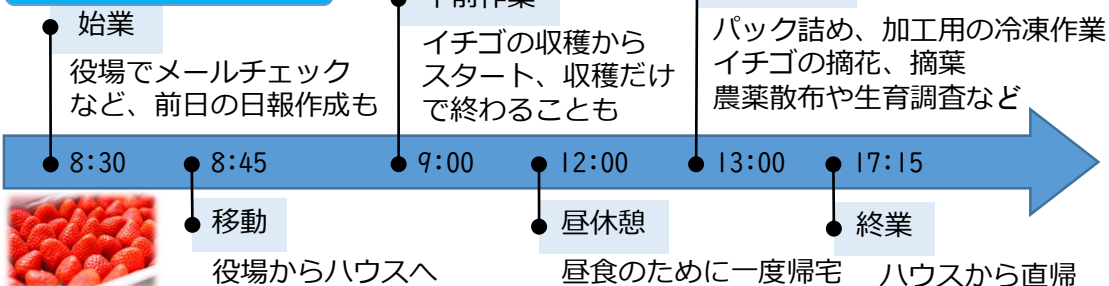 始業
役場でメールチェック
など、前日の日報作成も
イチゴの収穫から
スタート、収穫だけ
で終わることも
パック詰め、加工用の冷凍作業
イチゴの摘花、摘葉
農薬散布や生育調査など
8:30
8:45
9:00
12:00
13:00
17:15
移動
役場からハウスへ
昼休憩
昼食のために一度帰宅
終業
ハウスから直帰